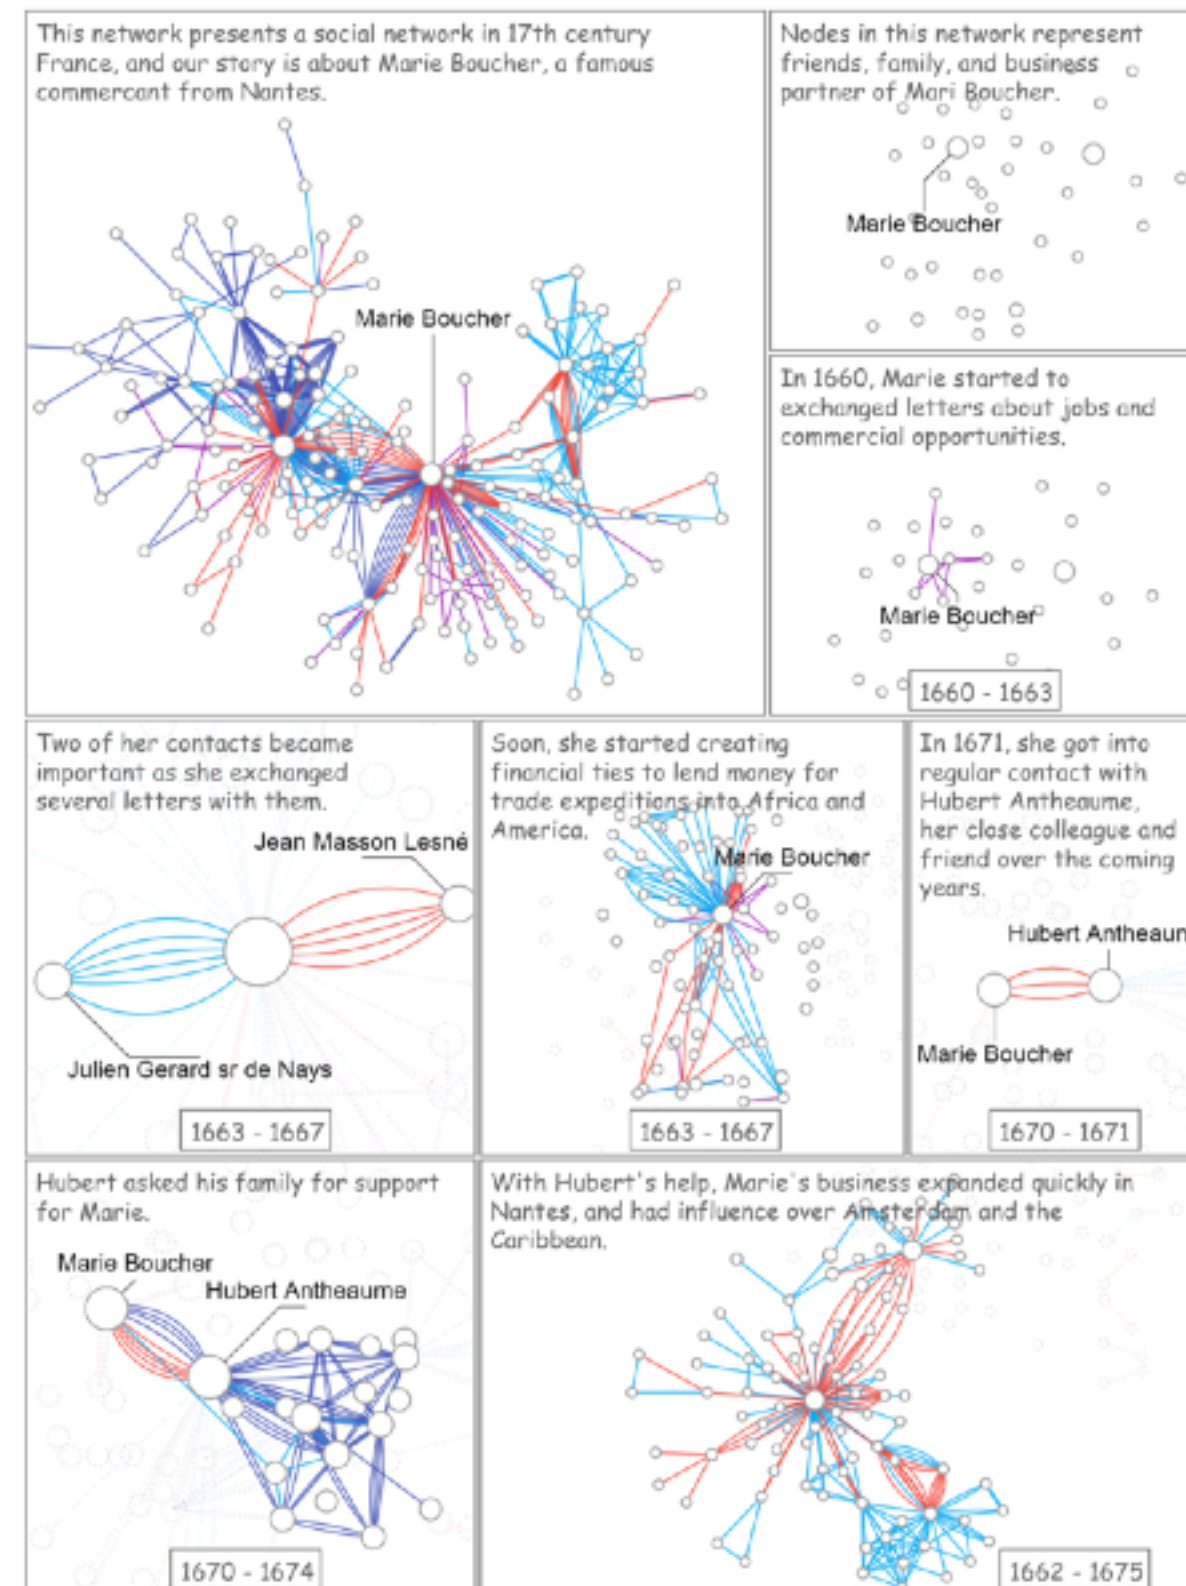 This network presents a social network in 17th century
France, and our story is about Marie Boucher, a famous
commercant from Nantes.
Marie Boucher
Nodes in this network represent
friends, family, and business
partner of Mari Boucher.
Marie Boucher
In 1660, Marie started to
exchanged letters about jobs and
commercial opportunities.
Marie Boucher
1660 - 1663
Two of her contacts became
important as she exchanged
several letters with them.
Jean Masson Lesné
Julien Gerard sr de Nays
1663 - 1667
Soon, she started creating
financial ties to lend money for
trade expeditions into Africa and
America.
Marie Boucher
1663 - 1667
In 1671, she got into
regular contact with
Hubert Antheaume,
her close colleague and
friend over the coming
years.
Hubert Antheaun
Marie Boucher
1670 - 1671
Hubert asked his family for support
for Marie.
Marie Boucher
Hubert Antheaume
1670 - 1674
With Hubert's help, Marie's business expanded quickly in
Nantes, and had influence over Amsterdam and the
Caribbean.
1662 - 1675